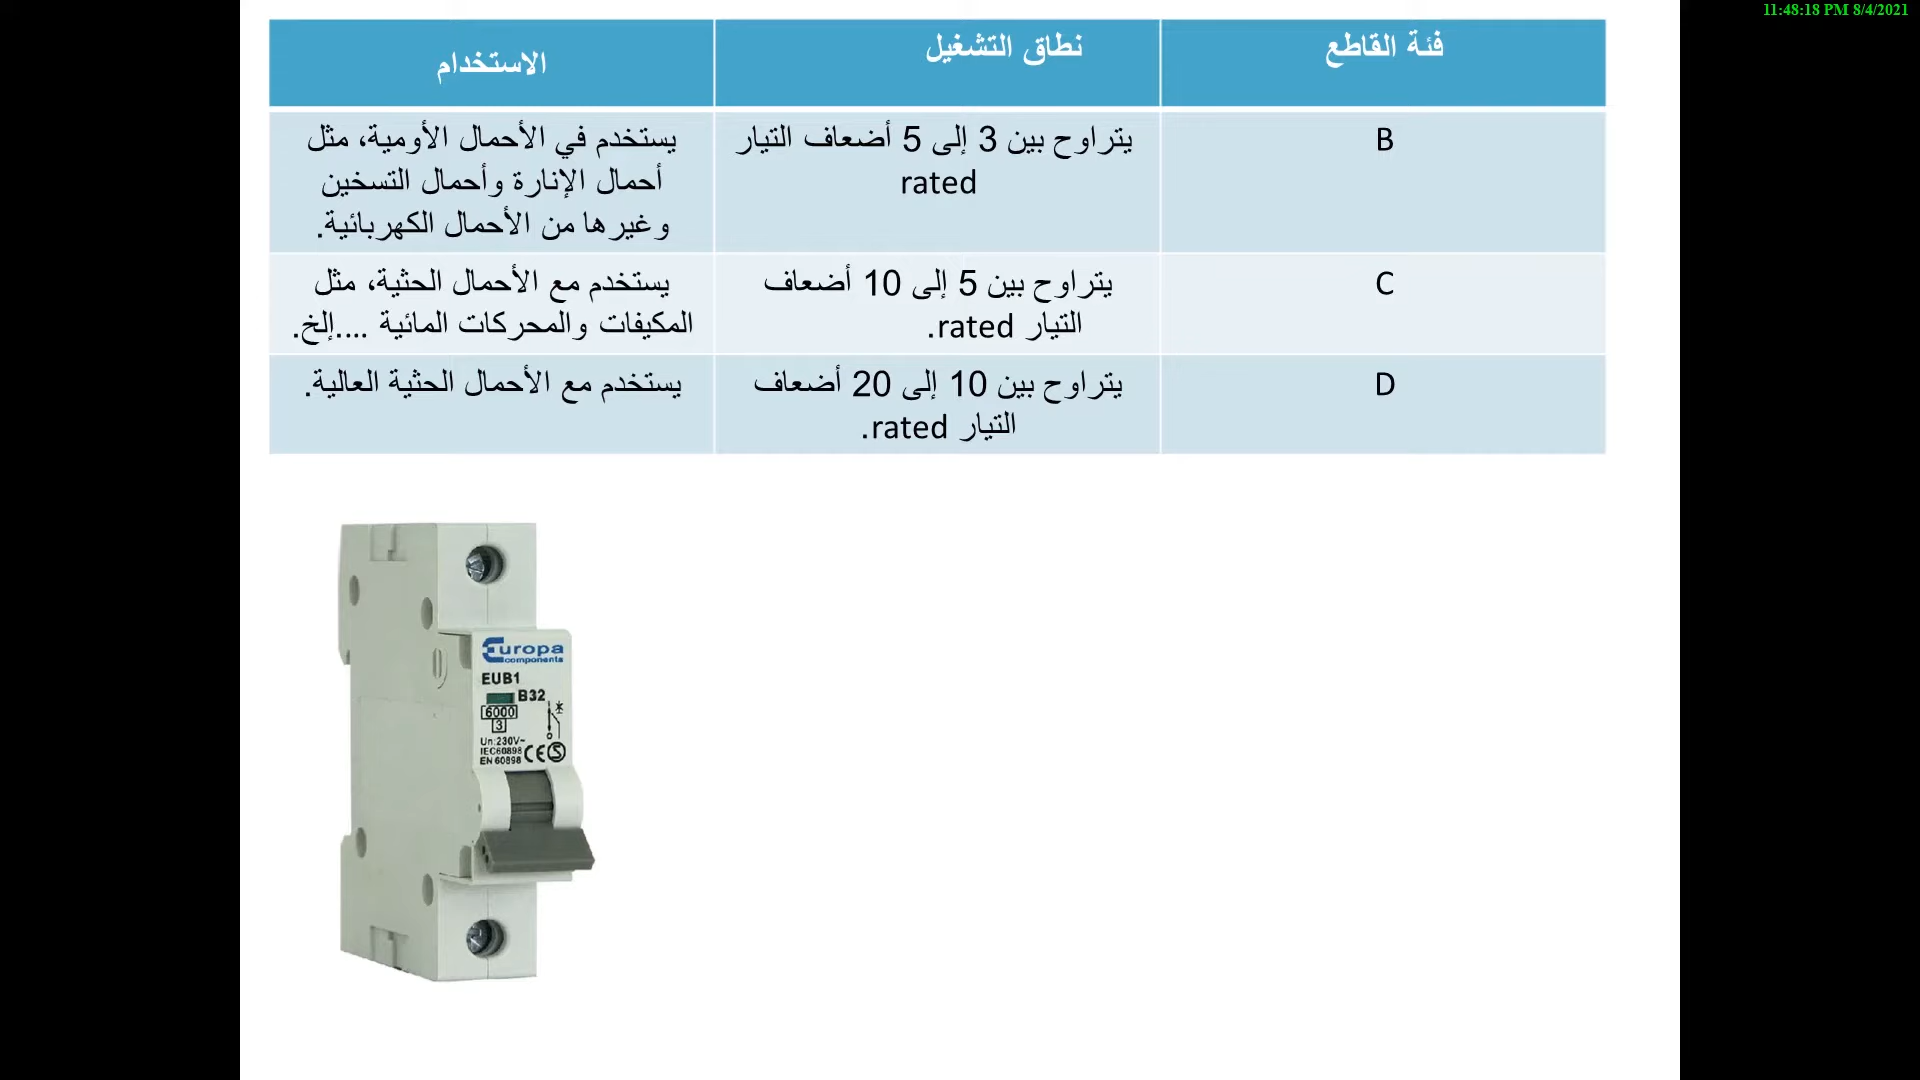 11:48:18 PM 8/4/2021
فئة القاطع
نطاق التشغيل
الاستخدام
B
يتراوح بين 3 إلى 5 أضعاف التيار
rated
يستخدم في الأحمال الأومية، مثل
أحمال الإنارة وأحمال التسخين
وغيرها من الأحمال الكهربائية.
C
يتراوح بين 5 إلى 10 أضعاف
التيار rated.
يستخدم مع الأحمال الحثية، مثل
المكيفات والمحركات المائية ....إلخ.
D
يتراوح بين 10 إلى 20 أضعاف
التيار rated.
يستخدم مع الأحمال الحثية العالية.
Europa
components
EUB1
B32
6000
3
Un:230V~
IEC60898
EN 60898
CE S